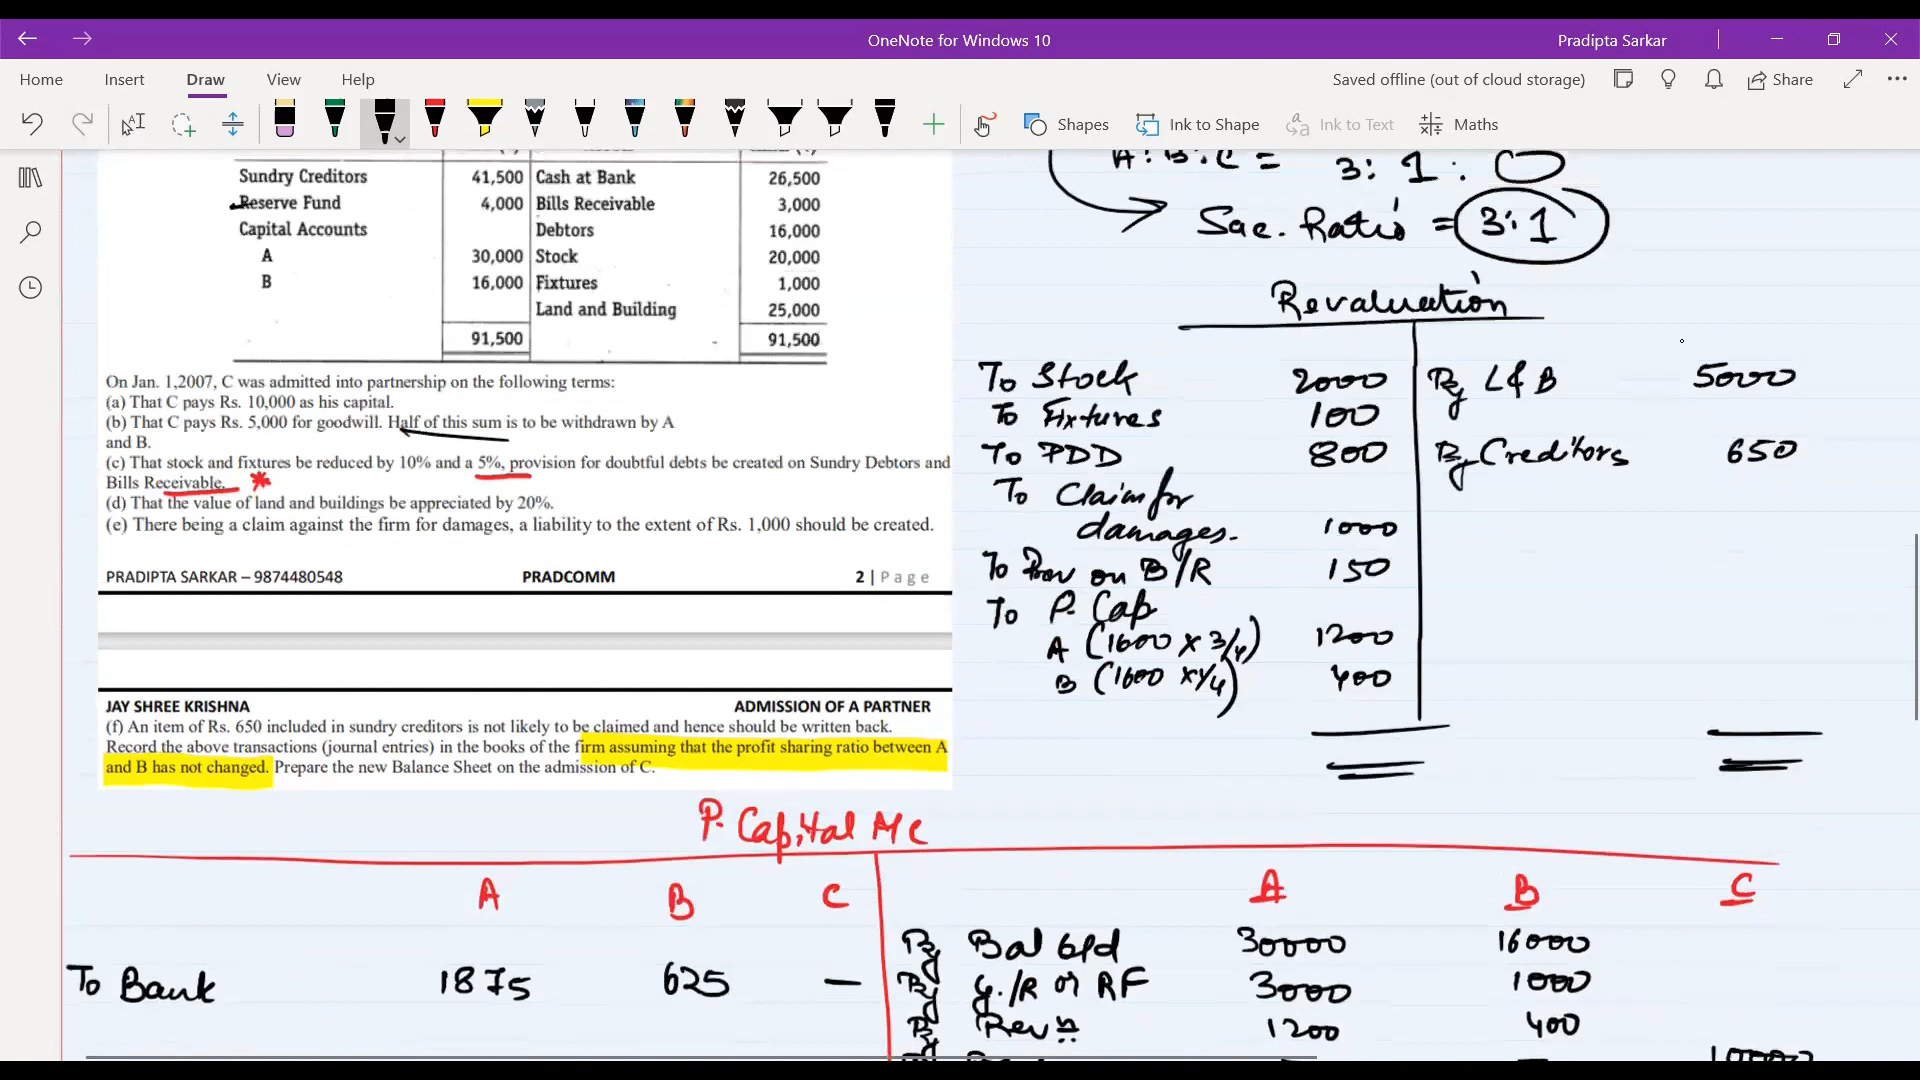 OneNote for Windows 10
Pradipta Sarkar
Home Insert Draw View Help
Saved offline (out of cloud storage)
Share
Shapes Ink to Shape Ink to Text Maths
Sundry Creditors 41,500 Cash at Bank 26,500
Reserve Fund 4,000 Bills Receivable 3,000
Capital Accounts Debtors 16,000
A 30,000 Stock 20,000
B 16,000 Fixtures 1,000
Land and Building 25,000
91,500 91,500
On Jan. 1,2007, C was admitted into partnership on the following terms:
(a) That C pays Rs. 10,000 as his capital.
(b) That C pays Rs. 5,000 for goodwill. Half of this sum is to be withdrawn by A
and B.
(c) That stock and fixtures be reduced by 10% and a 5%, provision for doubtful debts be created on Sundry Debtors and
Bills Receivable.
(d) That the value of land and buildings be appreciated by 20%.
(e) There being a claim against the firm for damages, a liability to the extent of Rs. 1,000 should be created.
PRADIPTA SARKAR – 9874480548 PRADCOMM 2 | Page
JAY SHREE KRISHNA ADMISSION OF A PARTNER
(f) An item of Rs. 650 included in sundry creditors is not likely to be claimed and hence should be written back.
Record the above transactions (journal entries) in the books of the firm assuming that the profit sharing ratio between A
and B has not changed. Prepare the new Balance Sheet on the admission of C.
A:B:C = 3:1:
Sac. Ratio = 3:1
Revaluation
To Stock 2000 By L&B 5000
To Fixtures 100
To PDD 800 By Creditors 650
To Claim for
damages. 1000
To Prov on B/R 150
To P. Cap
A (1600 x 3/4) 1200
B (1600 x 1/4) 400
P. Capital A/c
A B C A B C
By Bal b/d 30000 16000
To Bank 1875 625 — By G./R or RF 3000 1000
By Revn 1200 400
10000